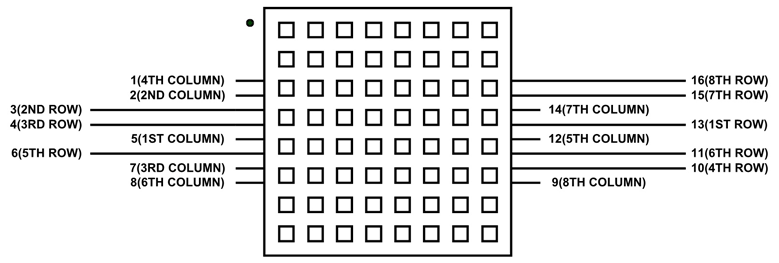 1(4TH COLUMN)
2(2ND COLUMN)
3(2ND ROW)
4(3RD ROW)
5(1ST COLUMN)
6(5TH ROW)
7(3RD COLUMN)
8(6TH COLUMN)
16(8TH ROW)
15(7TH ROW)
14(7TH COLUMN)
13(1ST ROW)
12(5TH COLUMN)
11(6TH ROW)
10(4TH ROW)
9(8TH COLUMN)